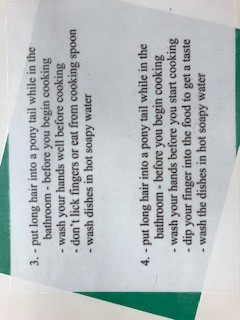 3. - put long hair into a pony tail while in the
bathroom - before you begin cooking
- wash your hands well before cooking
- don't lick fingers or eat from cooking spoon
- wash dishes in hot soapy water
4. - put long hair into a pony tail while in the
bathroom - before you begin cooking
- wash your hands before you start cooking
- dip your finger into the food to get a taste
- wash the dishes in hot soapy water